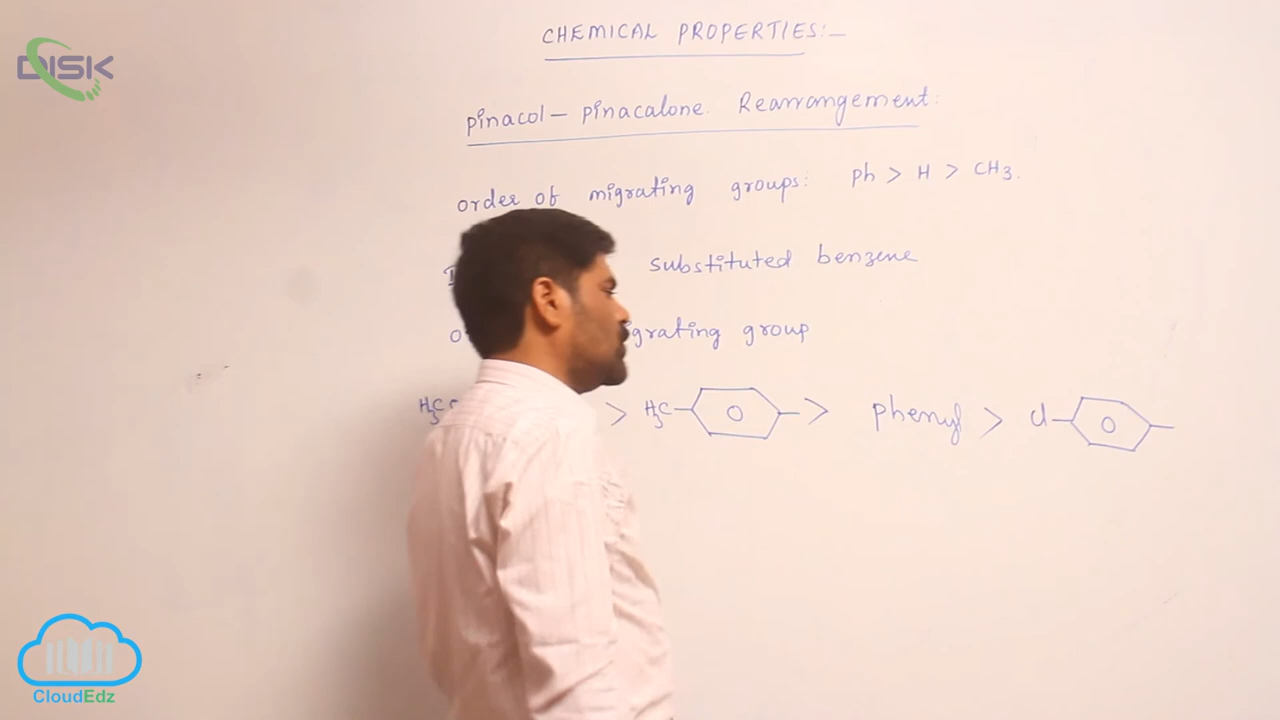 DISK
CHEMICAL PROPERTIES:-
pinacol - pinacalone. Rearrangement:
order of migrating groups: ph > H > CH3.
substituted benzene
group
H3C > H3C > phenyl > Cl
CloudEdz